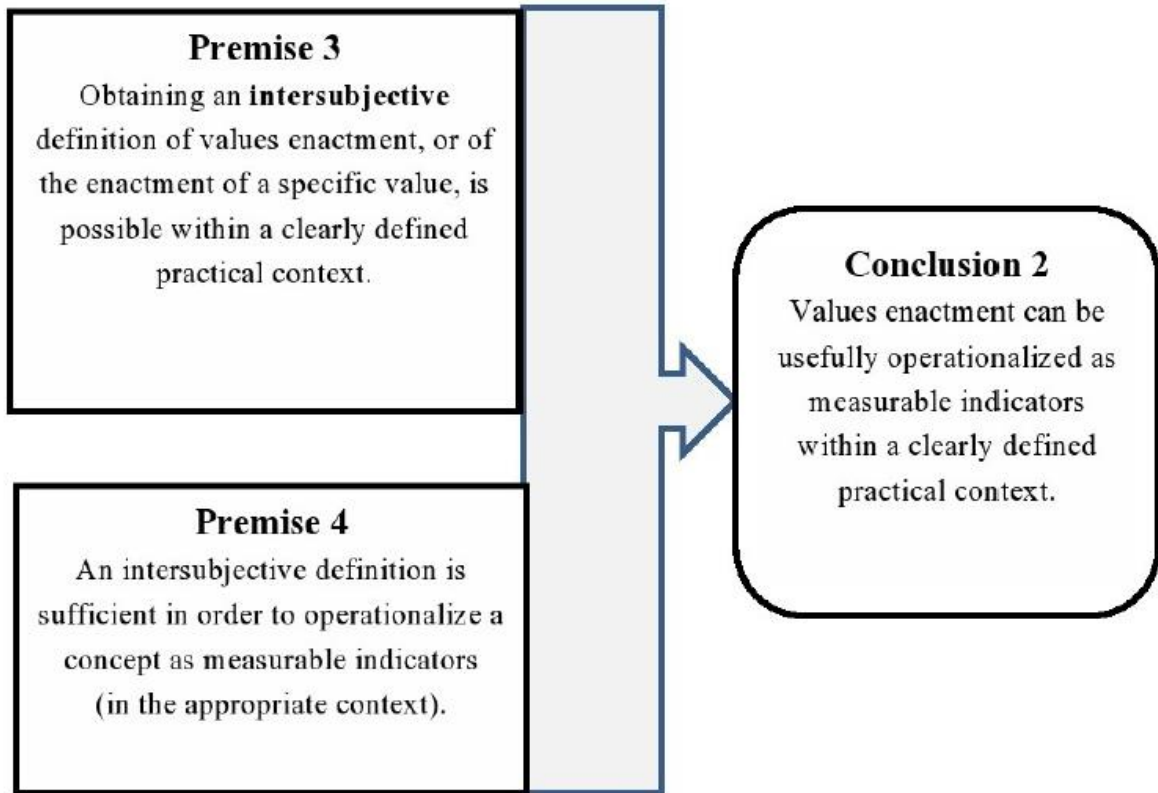 Premise 3
Obtaining an intersubjective
definition of values enactment, or of
the enactment of a specific value, is
possible within a clearly defined
practical context.
Premise 4
An intersubjective definition is
sufficient in order to operationalize a
concept as measurable indicators
(in the appropriate context).
Conclusion 2
Values enactment can be
usefully operationalized as
measurable indicators
within a clearly defined
practical context.